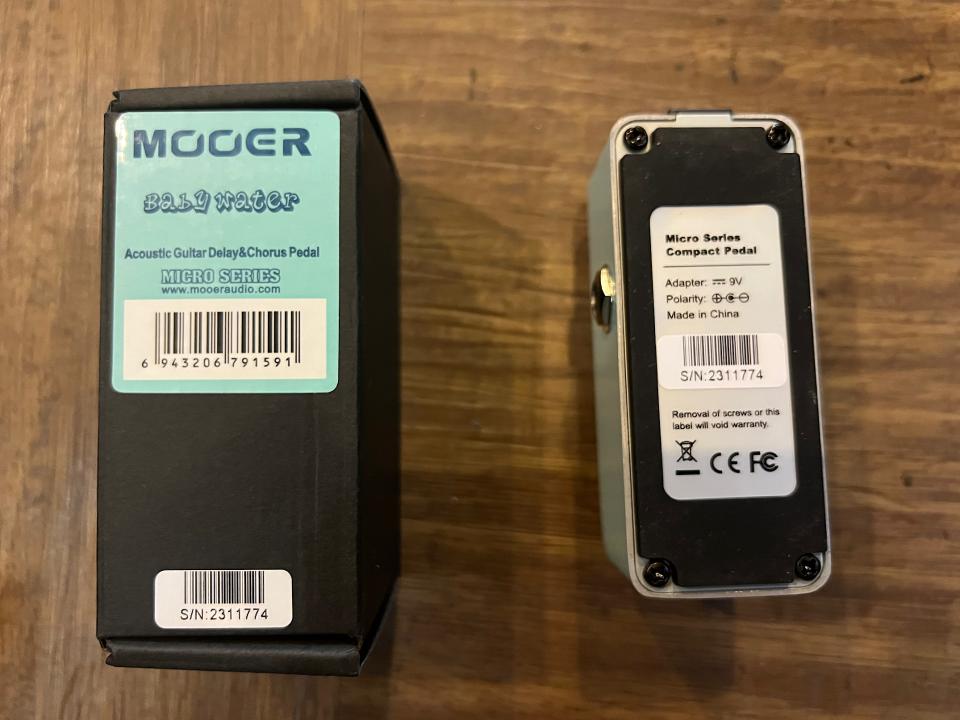 MOOER
Baby Water
Acoustic Guitar Delay&Chorus Pedal
MICRO SERIES
www.mooeraudio.com
6 943206 791591
S/N:2311774
Micro Series
Compact Pedal
Adapter: 9V
Polarity:
Made in China
S/N:2311774
Removal of screws or this
label will void warranty.
CE FC